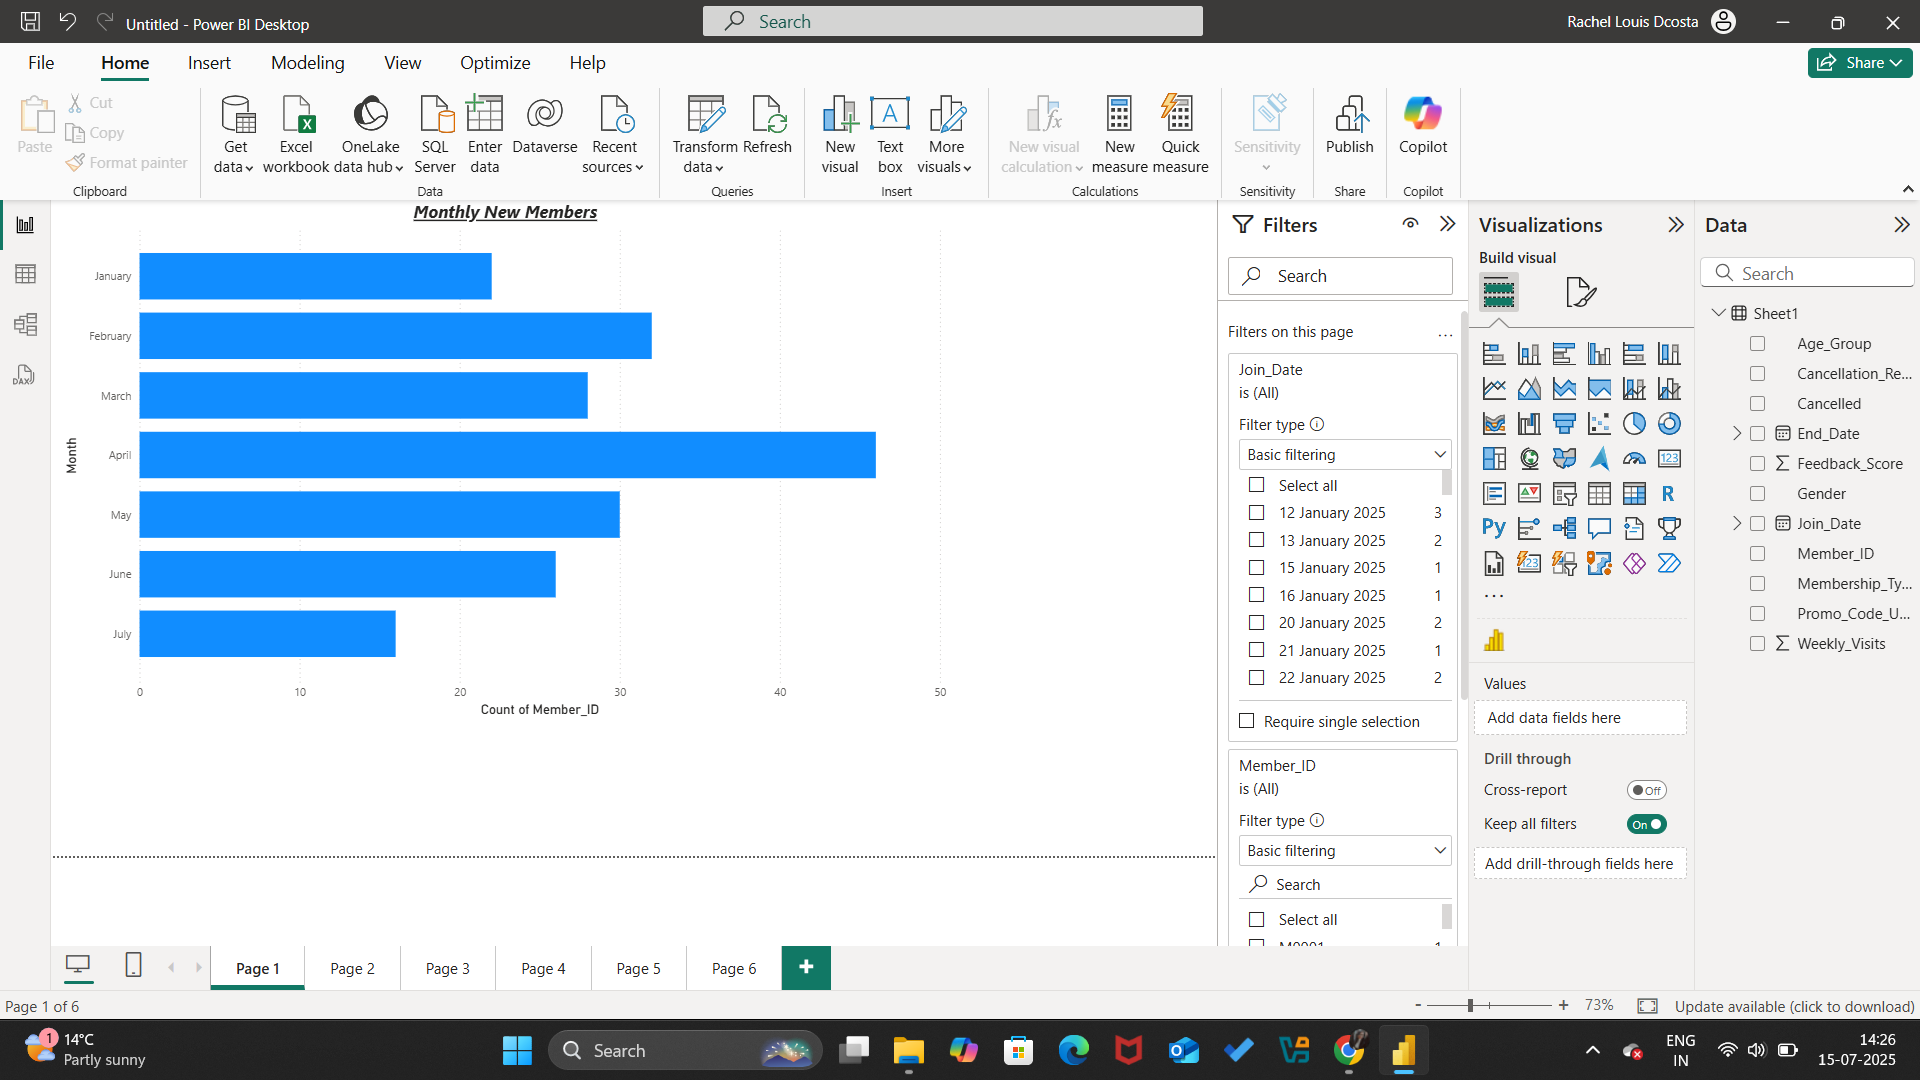 Untitled - Power BI Desktop
Search
Rachel Louis Dcosta
File Home Insert Modeling View Optimize Help
Share
Paste
Cut
Copy
Format painter
Clipboard
Get data
Excel workbook
OneLake data hub
SQL Server
Enter data
Dataverse
Recent sources
Data
Transform data
Refresh
Queries
New visual
Text box
More visuals
Insert
New visual calculation
New measure
Quick measure
Calculations
Sensitivity
Sensitivity
Publish
Share
Copilot
Copilot
DAX
Monthly New Members
Month
January
February
March
April
May
June
July
0 10 20 30 40 50
Count of Member_ID
Filters
Search
Filters on this page
...
Join_Date
is (All)
Filter type
Basic filtering
Select all
12 January 2025 3
13 January 2025 2
15 January 2025 1
16 January 2025 1
20 January 2025 2
21 January 2025 1
22 January 2025 2
Require single selection
Member_ID
is (All)
Filter type
Basic filtering
Search
Select all
Visualizations
Build visual
123
R
Py
123
...
Values
Add data fields here
Drill through
Cross-report
Off
Keep all filters
On
Add drill-through fields here
Data
Search
Sheet1
Age_Group
Cancellation_Re...
Cancelled
End_Date
Feedback_Score
Gender
Join_Date
Member_ID
Membership_Ty...
Promo_Code_U...
Weekly_Visits
Page 1 Page 2 Page 3 Page 4 Page 5 Page 6 +
Page 1 of 6
- + 73%
Update available (click to download)
1
14°C
Partly sunny
Search
ENG
IN
14:26
15-07-2025